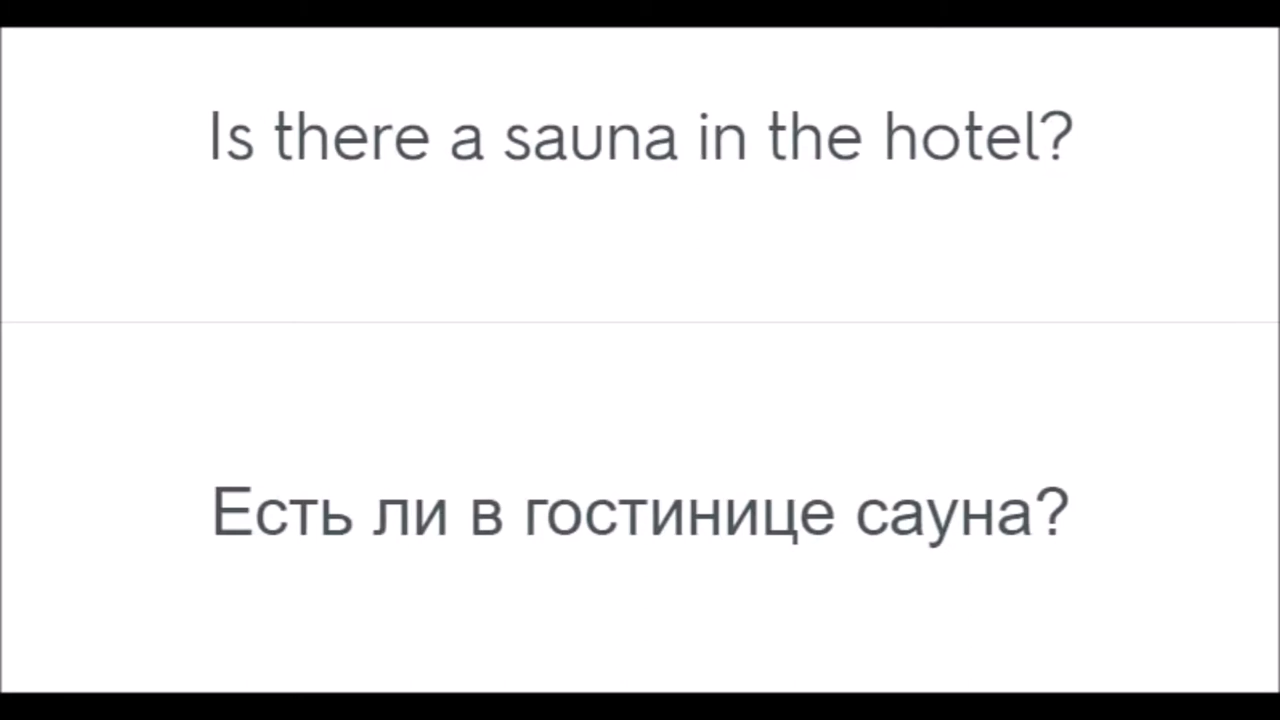 Is there a sauna in the hotel?
Есть ли в гостинице сауна?